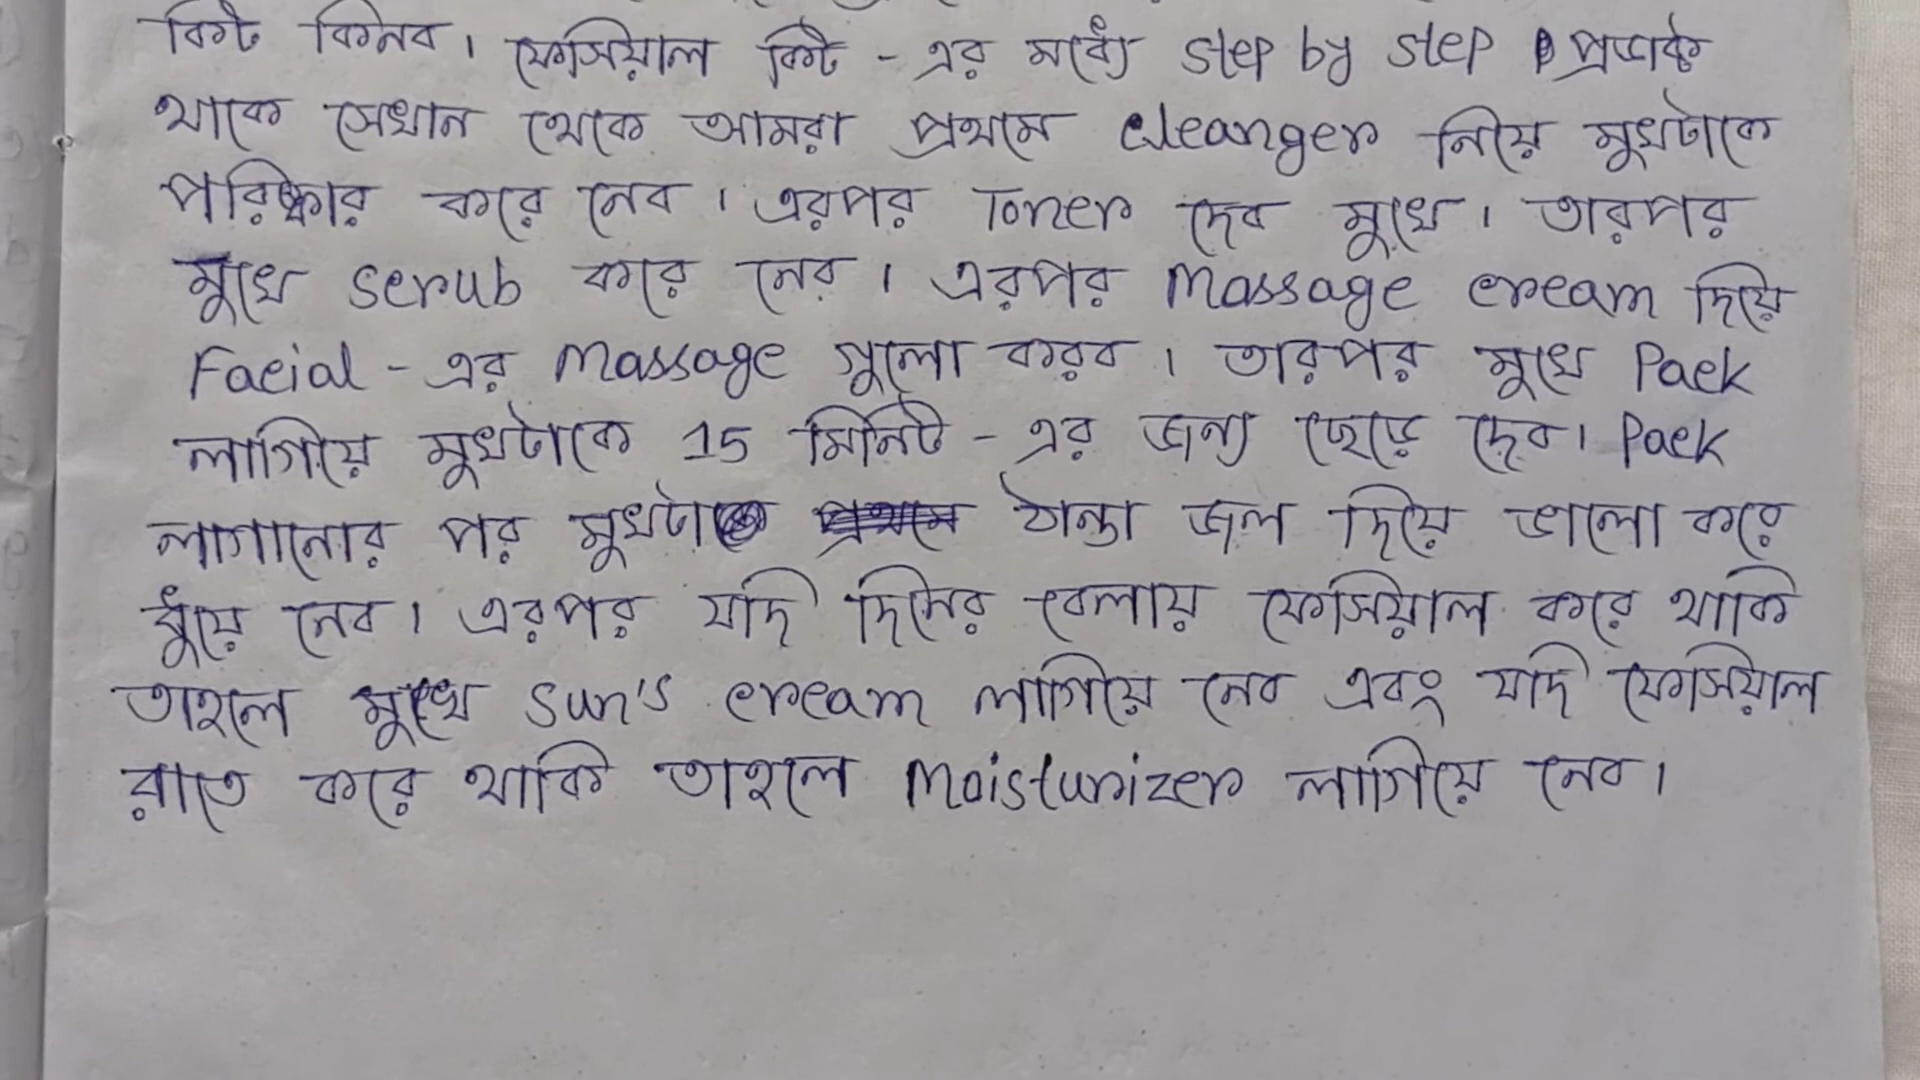 কিট কিনব। ফেসিয়াল কিট - এর মধ্যে step by step প্রডাক্ট
থাকে সেখান থেকে আমরা প্রথমে cleanger নিয়ে মুখটাকে
পরিষ্কার করে নেব। এরপর Toner দেব মুখে। তারপর
মুখে scrub করে নেব। এরপর Massage cream দিয়ে
Facial - এর Massage গুলো করব। তারপর মুখে Pack
লাগিয়ে মুখটাকে 15 মিনিট - এর জন্য ছেড়ে দেব। Pack
লাগানোর পর মুখটা ঠান্ডা জল দিয়ে ভালো করে
ধুয়ে নেব। এরপর যদি দিনের বেলায় ফেসিয়াল করে থাকি
তাহলে মুখে sun's cream লাগিয়ে নেব এবং যদি ফেসিয়াল
রাতে করে থাকি তাহলে Moisturizer লাগিয়ে নেব।